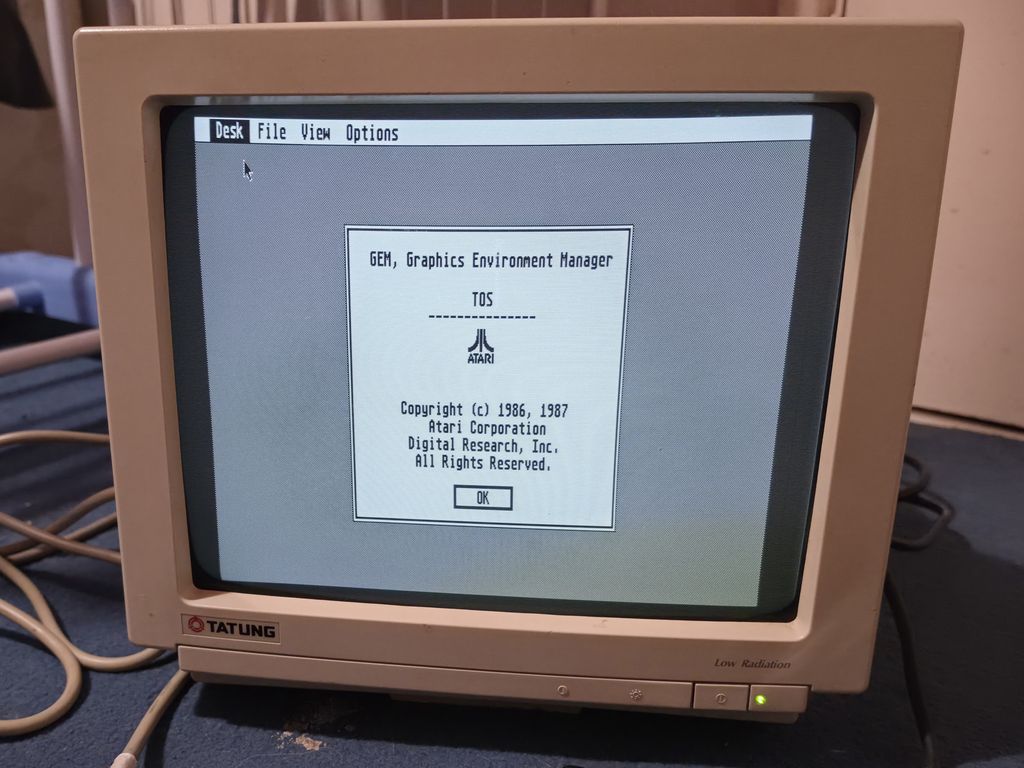 Desk File View Options
GEM, Graphics Environment Manager
TOS
---------------
ATARI
Copyright (c) 1986, 1987
Atari Corporation
Digital Research, Inc.
All Rights Reserved.
OK
TATUNG
Low Radiation